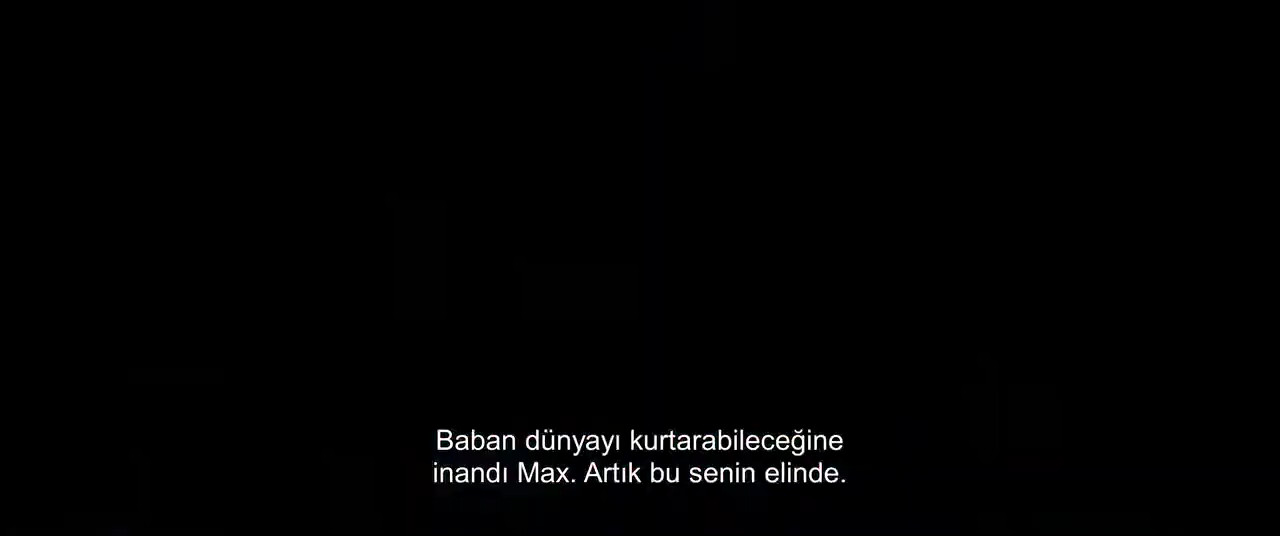 Baban dünyayı kurtarabileceğine
inandı Max. Artık bu senin elinde.